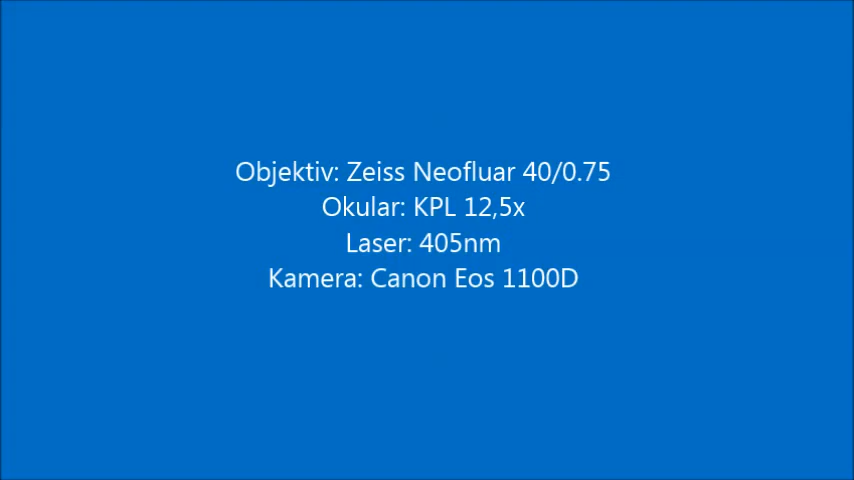 Objektiv: Zeiss Neofluar 40/0.75
Okular: KPL 12,5x
Laser: 405nm
Kamera: Canon Eos 1100D